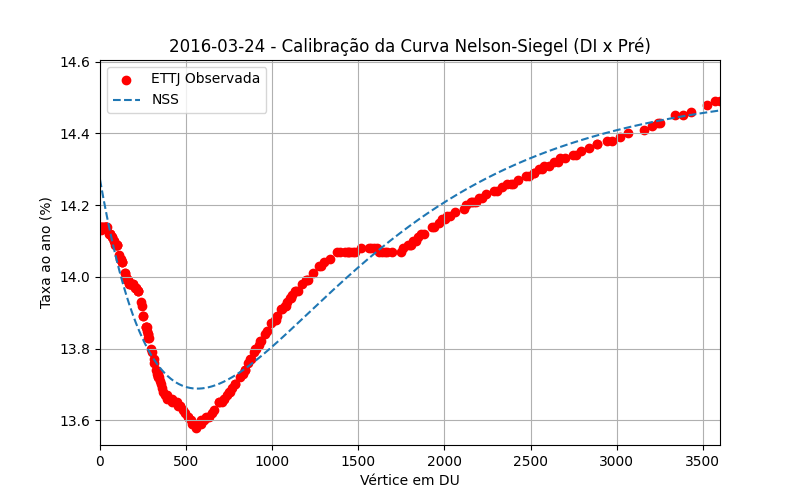 2016-03-24 - Calibração da Curva Nelson-Siegel (DI x Pré)
ETTJ Observada
NSS
Taxa ao ano (%)
14.6
14.4
14.2
14.0
13.8
13.6
0
500
1000
1500
2000
2500
3000
3500
Vértice em DU